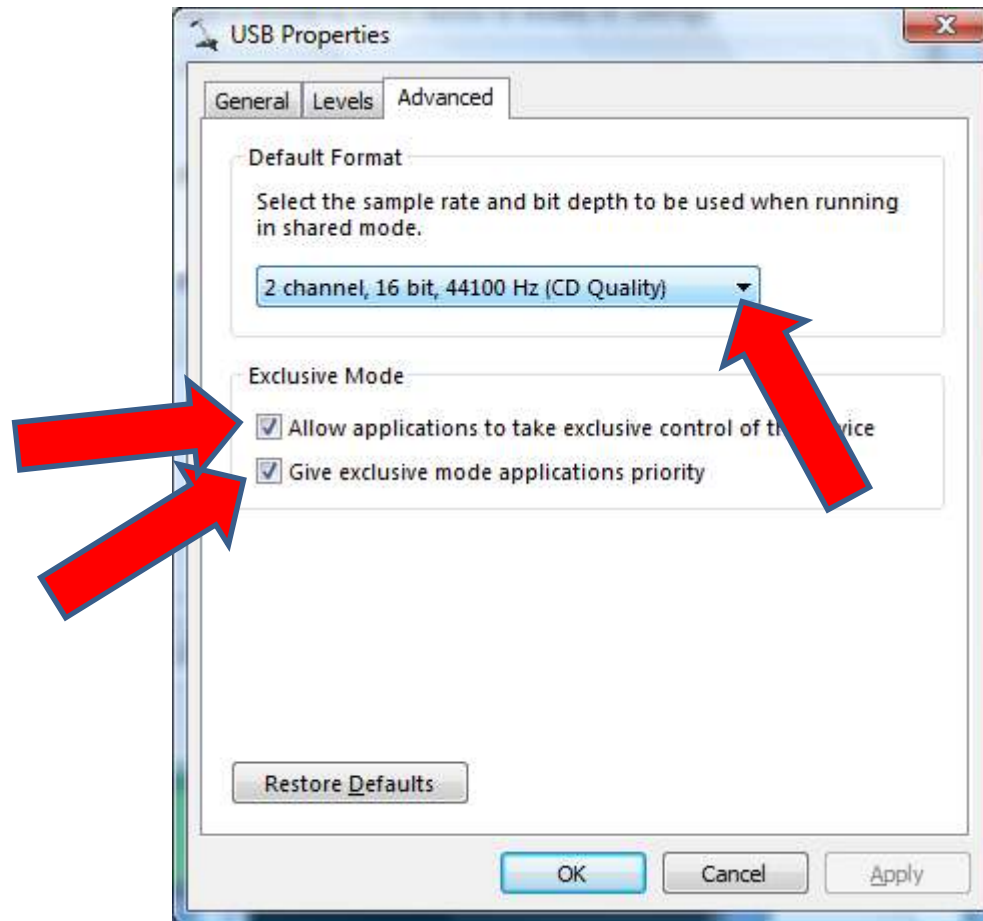 USB Properties
General Levels Advanced
Default Format
Select the sample rate and bit depth to be used when running
in shared mode.
2 channel, 16 bit, 44100 Hz (CD Quality)
Exclusive Mode
Allow applications to take exclusive control of
Give exclusive mode applications priority
Restore Defaults
OK Cancel Apply